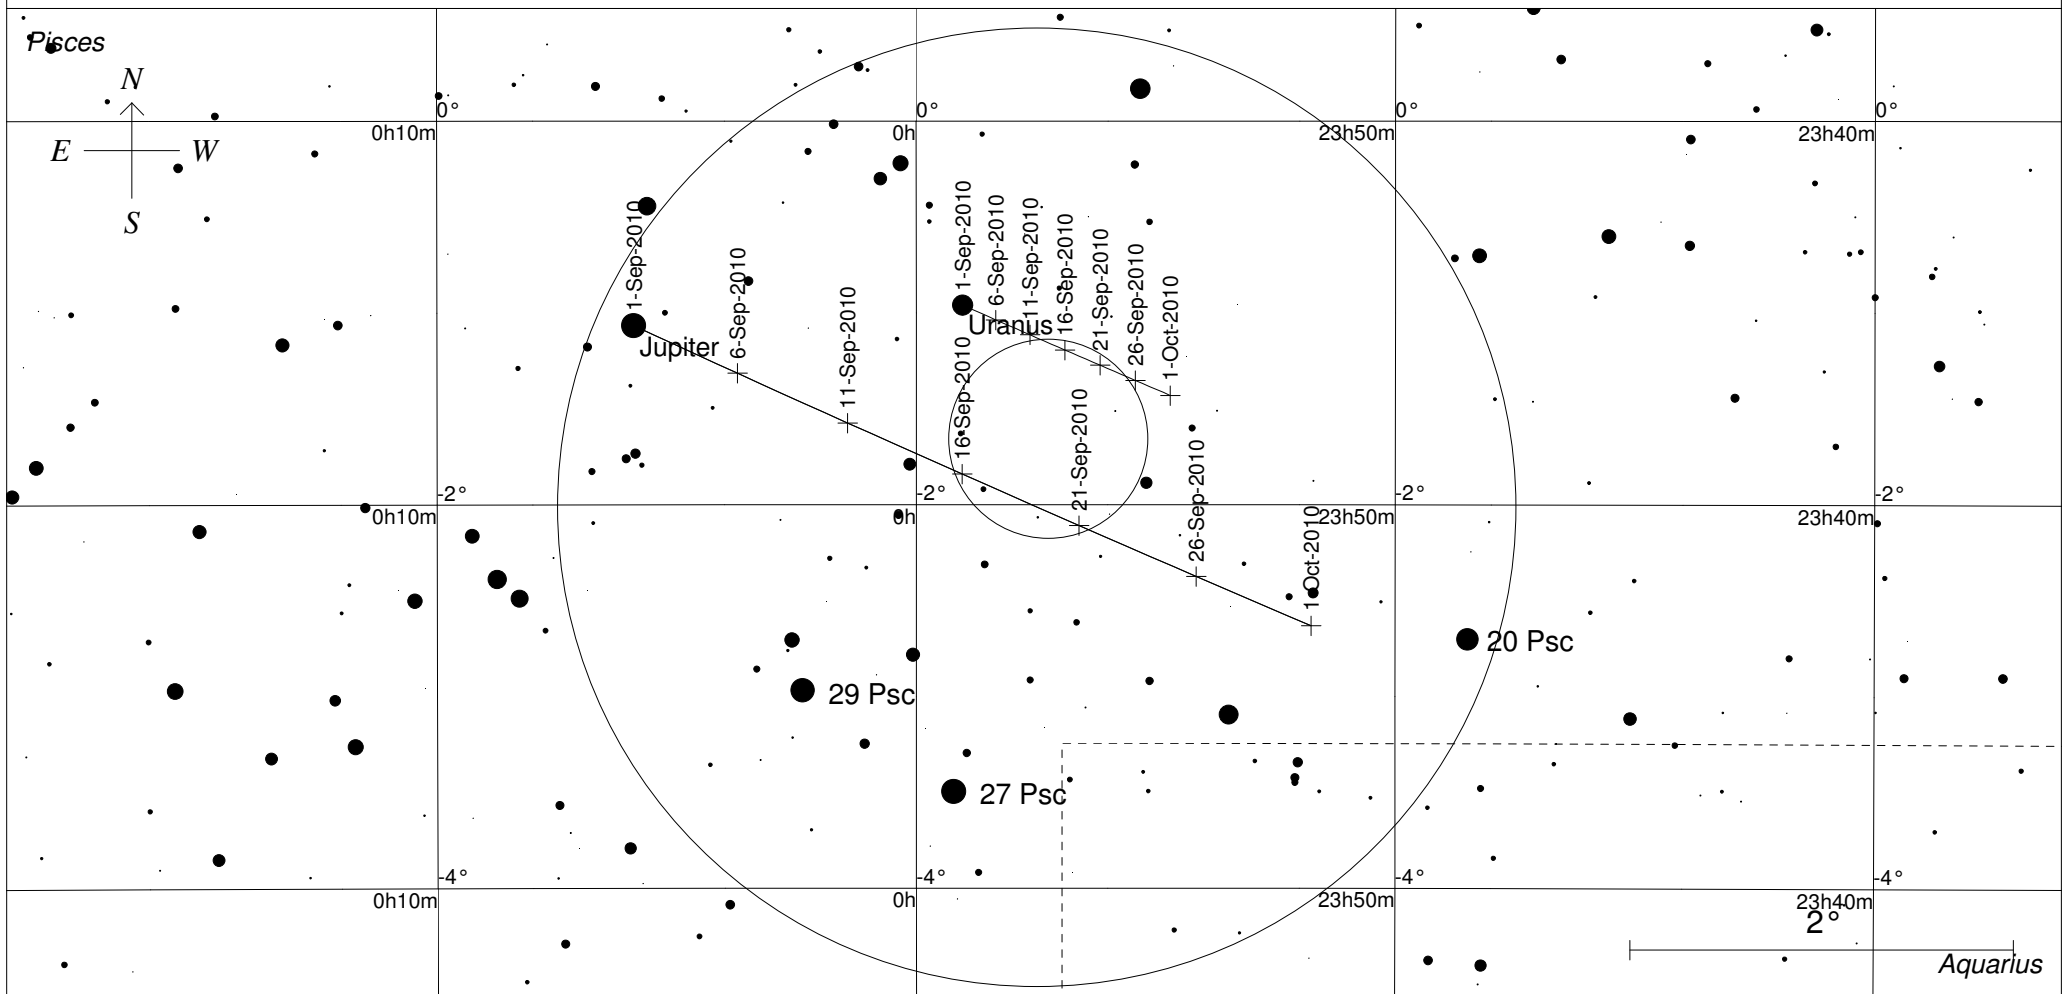 Pisces
N
E W
S
0° 0° 0° 0°
0h10m 0h 23h50m 23h40m
1-Sep-2010
6-Sep-2010
11-Sep-2010
16-Sep-2010
21-Sep-2010
26-Sep-2010
1-Oct-2010
Uranus
1-Sep-2010
Jupiter
6-Sep-2010
11-Sep-2010
16-Sep-2010
21-Sep-2010
26-Sep-2010
1-Oct-2010
-2° -2° -2° -2°
0h10m 0h 23h50m 23h40m
20 Psc
29 Psc
27 Psc
-4° -4° -4° -4°
0h10m 0h 23h50m 23h40m
2°
Aquarius